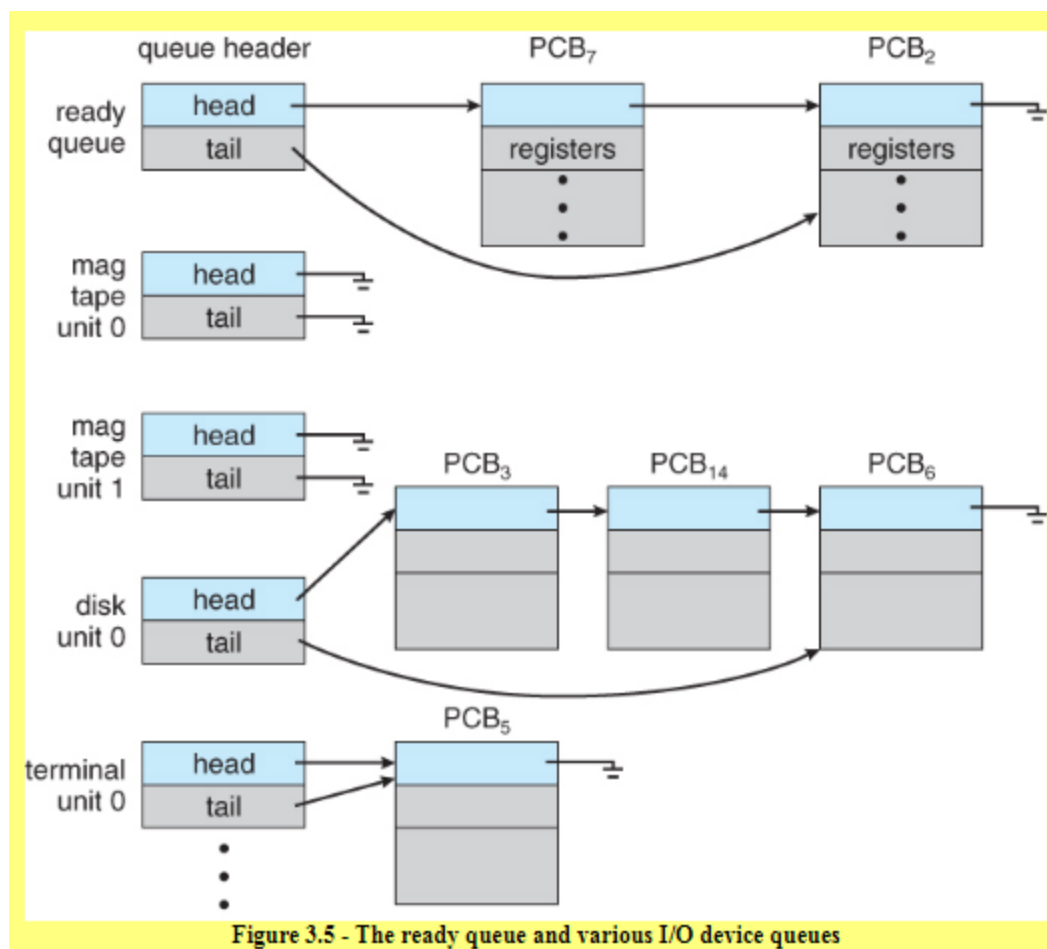 queue header
PCB₇
PCB₂
ready
queue
head
tail
registers
registers
mag
tape
unit 0
head
tail
mag
tape
unit 1
head
tail
PCB₃
PCB₁₄
PCB₆
disk
unit 0
head
tail
PCB₅
terminal
unit 0
head
tail
Figure 3.5 - The ready queue and various I/O device queues